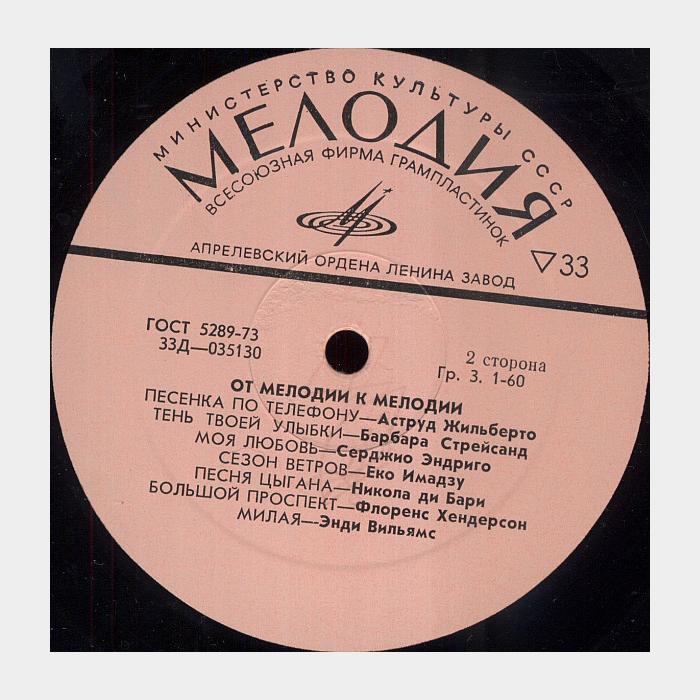 МИНИСТЕРСТВО КУЛЬТУРЫ СССР
МЕЛОДИЯ
ВСЕСОЮЗНАЯ ФИРМА ГРАМПЛАСТИНОК
АПРЕЛЕВСКИЙ ОРДЕНА ЛЕНИНА ЗАВОД
▽33
ГОСТ 5289-73
33Д—035130
2 сторона
Гр. 3. 1-60
ОТ МЕЛОДИИ К МЕЛОДИИ
ПЕСЕНКА ПО ТЕЛЕФОНУ—Аструд Жильберто
ТЕНЬ ТВОЕЙ УЛЫБКИ—Барбара Стрейсанд
МОЯ ЛЮБОВЬ—Серджио Эндриго
СЕЗОН ВЕТРОВ—Еко Имадзу
ПЕСНЯ ЦЫГАНА—Никола ди Бари
БОЛЬШОЙ ПРОСПЕКТ—Флоренс Хендерсон
МИЛАЯ—-Энди Вильямс